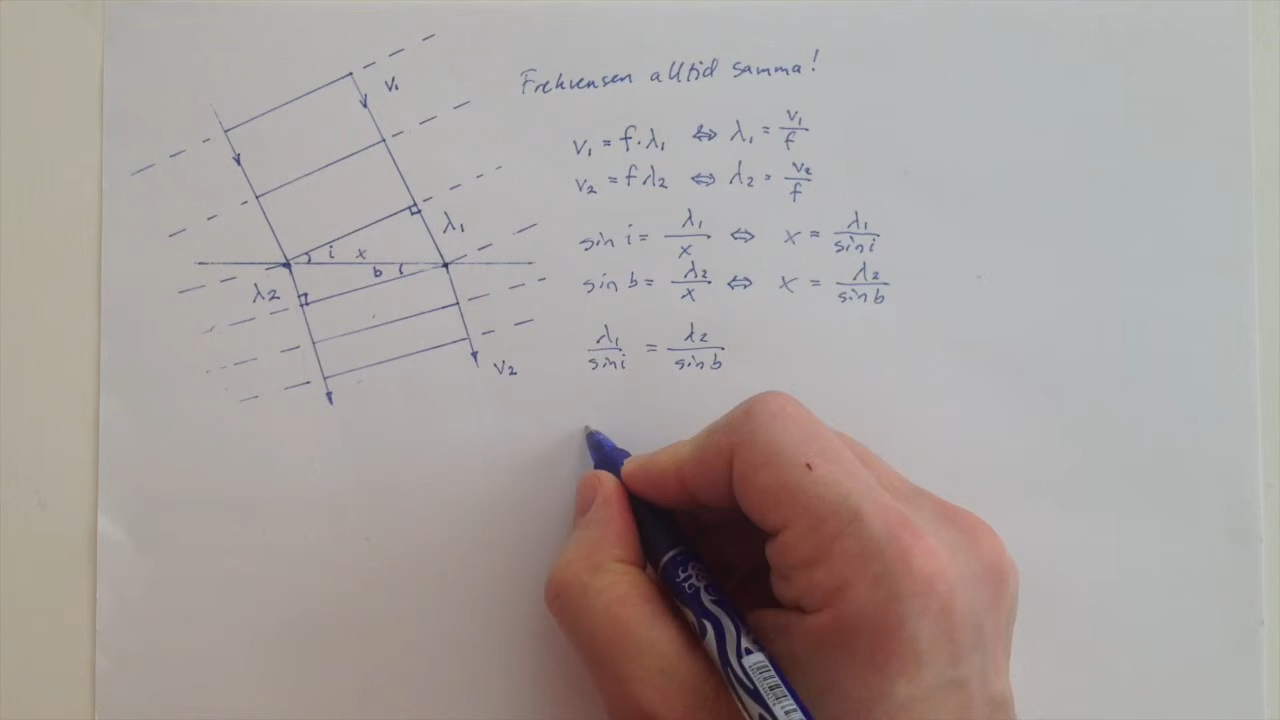 v₁
λ₁
i x
b
λ₂
v₂
Frekvensen alltid samma!
v₁ = f·λ₁ ⇔ λ₁ = v₁/f
v₂ = fλ₂ ⇔ λ₂ = v₂/f
sin i = λ₁/x ⇔ x = λ₁/sin i
sin b = λ₂/x ⇔ x = λ₂/sin b
λ₁/sin i = λ₂/sin b